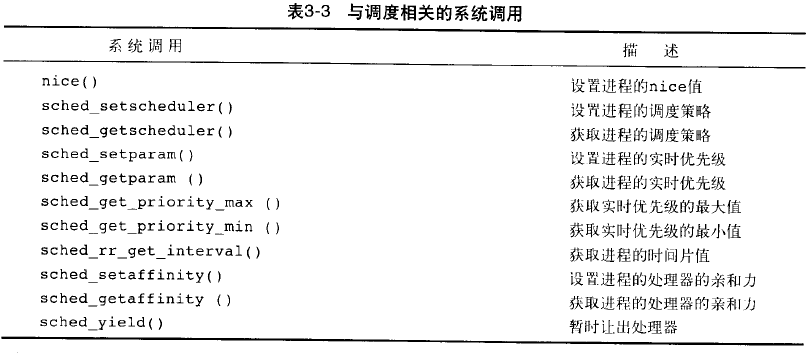 表3-3 与调度相关的系统调用
系统调用 描 述
nice() 设置进程的nice值
sched_setscheduler() 设置进程的调度策略
sched_getscheduler() 获取进程的调度策略
sched_setparam() 设置进程的实时优先级
sched_getparam () 获取进程的实时优先级
sched_get_priority_max () 获取实时优先级的最大值
sched_get_priority_min () 获取实时优先级的最小值
sched_rr_get_interval() 获取进程的时间片值
sched_setaffinity() 设置进程的处理器的亲和力
sched_getaffinity () 获取进程的处理器的亲和力
sched_yield() 暂时让出处理器